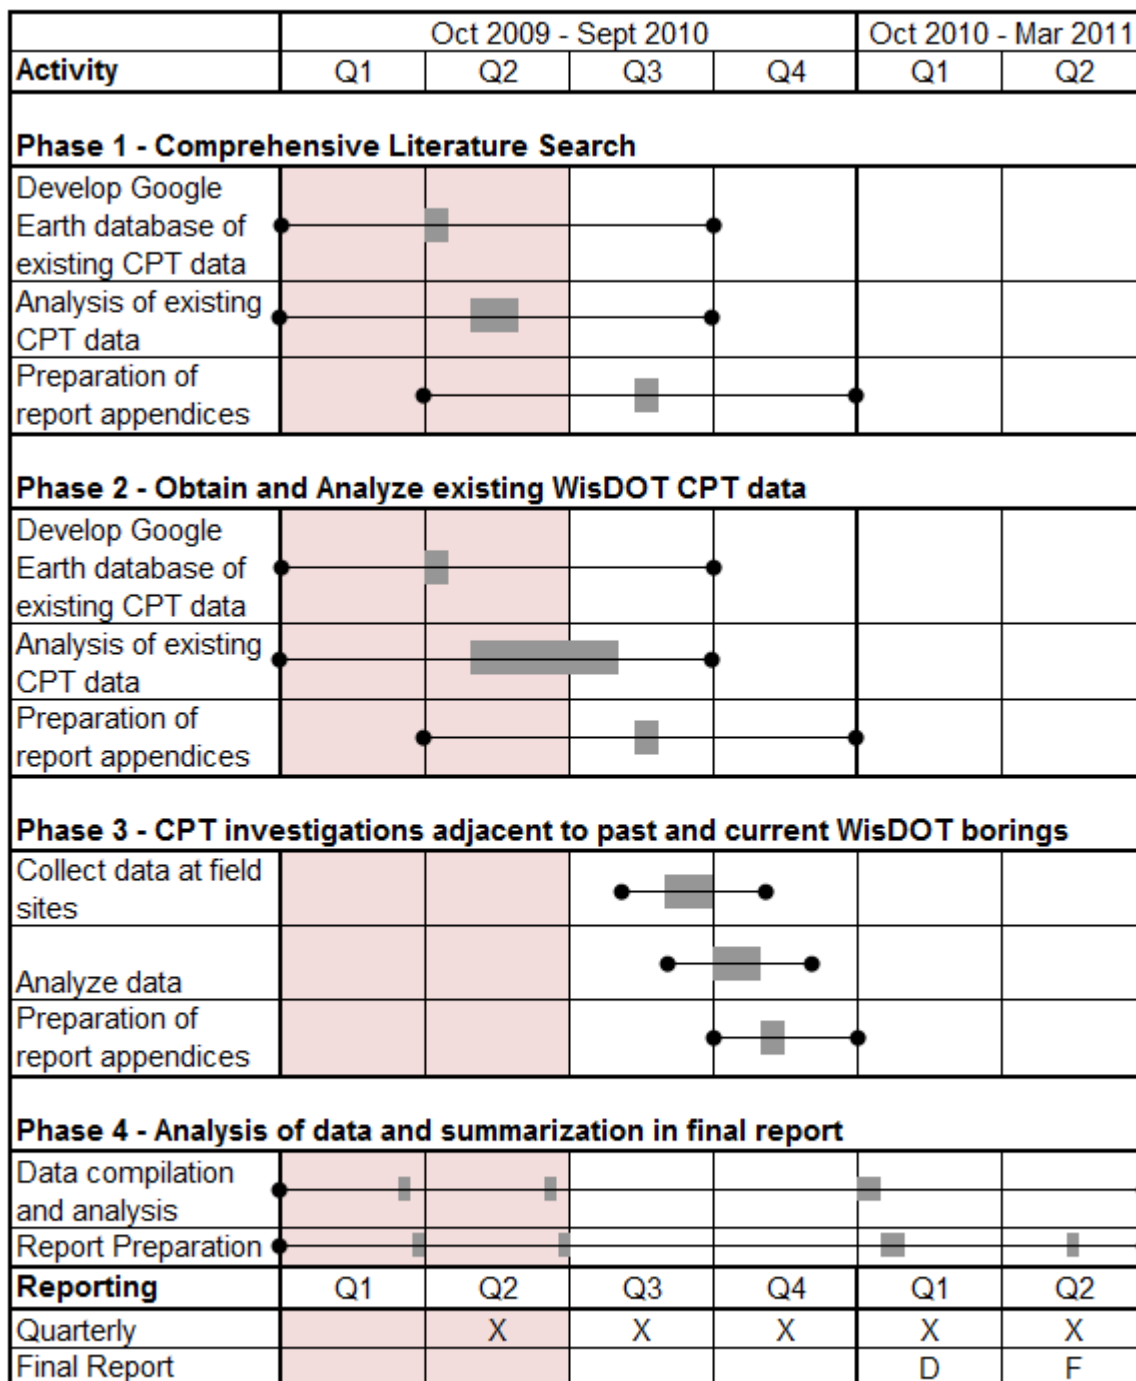 Oct 2009 - Sept 2010 Oct 2010 - Mar 2011
Activity Q1 Q2 Q3 Q4 Q1 Q2
Phase 1 - Comprehensive Literature Search
Develop Google
Earth database of
existing CPT data
Analysis of existing
CPT data
Preparation of
report appendices
Phase 2 - Obtain and Analyze existing WisDOT CPT data
Develop Google
Earth database of
existing CPT data
Analysis of existing
CPT data
Preparation of
report appendices
Phase 3 - CPT investigations adjacent to past and current WisDOT borings
Collect data at field
sites
Analyze data
Preparation of
report appendices
Phase 4 - Analysis of data and summarization in final report
Data compilation
and analysis
Report Preparation
Reporting Q1 Q2 Q3 Q4 Q1 Q2
Quarterly X X X X X
Final Report D F